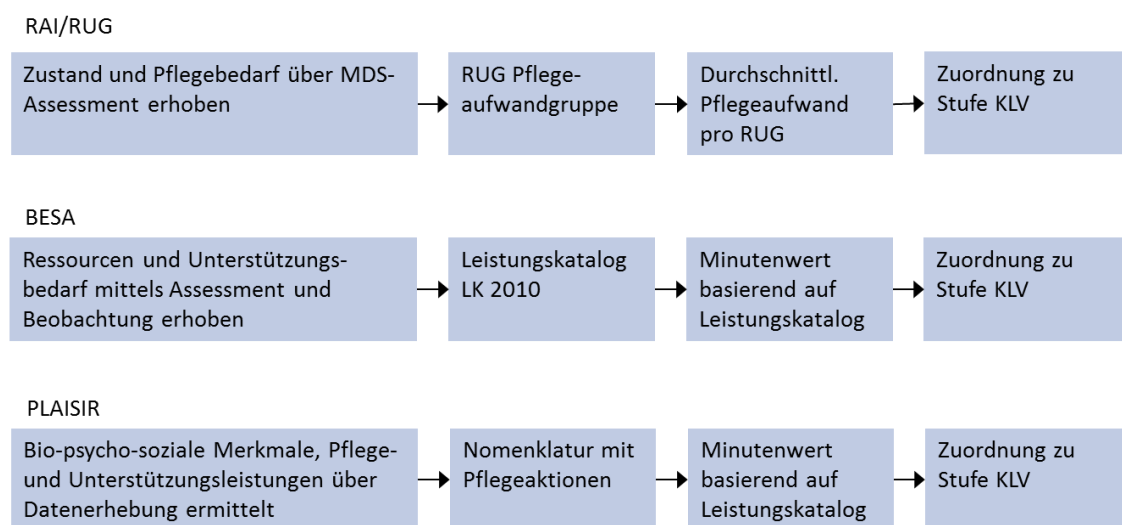 RAI/RUG
Zustand und Pflegebedarf über MDS-
Assessment erhoben
RUG Pflege-
aufwandgruppe
Durchschnittl.
Pflegeaufwand
pro RUG
Zuordnung zu
Stufe KLV
BESA
Ressourcen und Unterstützungs-
bedarf mittels Assessment und
Beobachtung erhoben
Leistungskatalog
LK 2010
Minutenwert
basierend auf
Leistungskatalog
Zuordnung zu
Stufe KLV
PLAISIR
Bio-psycho-soziale Merkmale, Pflege-
und Unterstützungsleistungen über
Datenerhebung ermittelt
Nomenklatur mit
Pflegeaktionen
Minutenwert
basierend auf
Leistungskatalog
Zuordnung zu
Stufe KLV